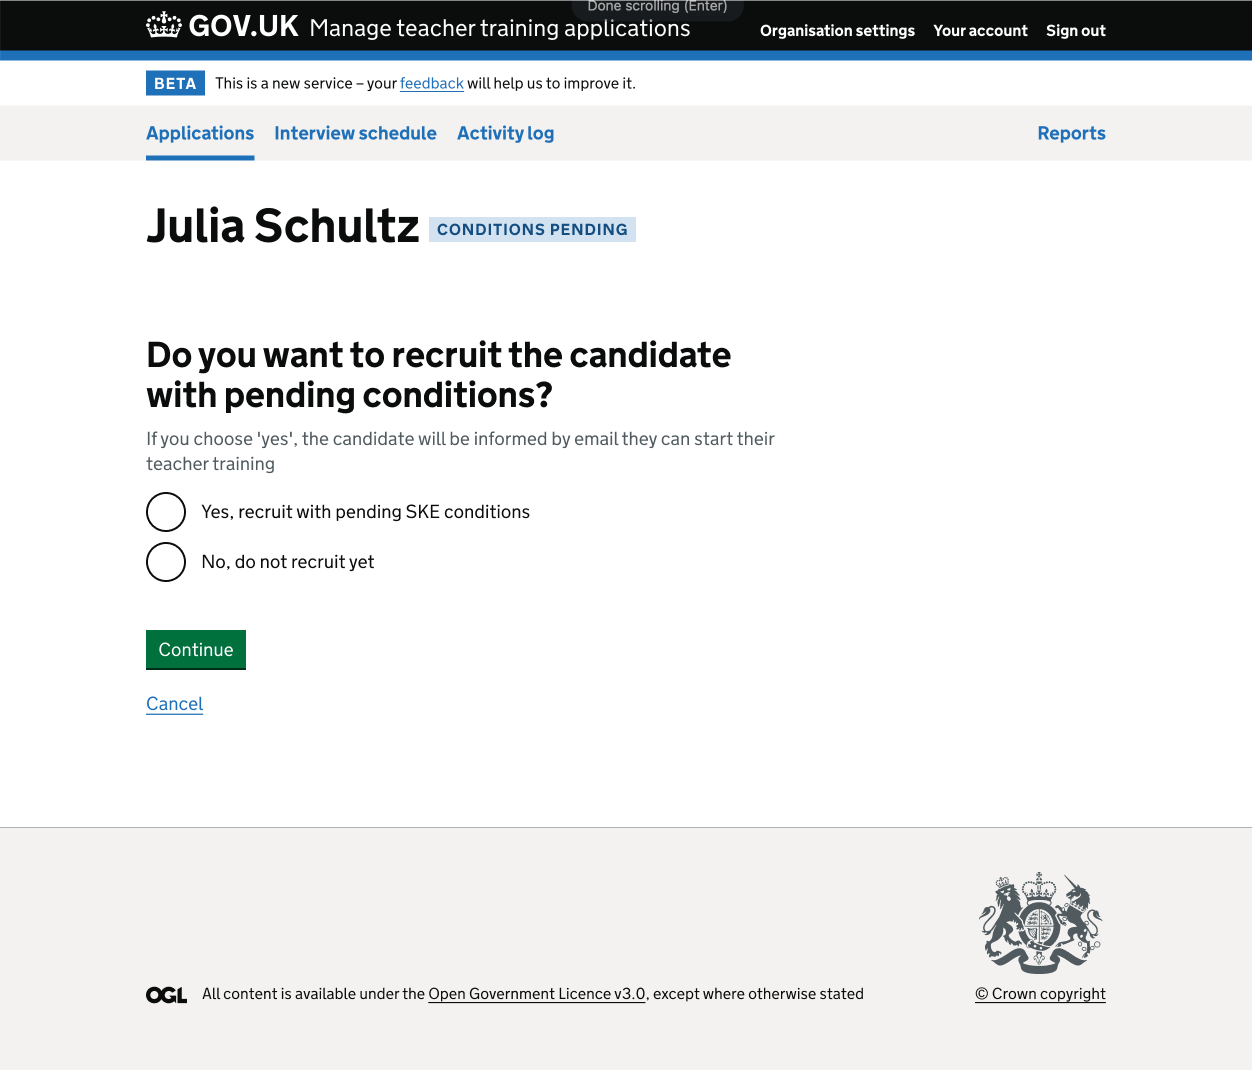 Done scrolling (Enter)
GOV.UK Manage teacher training applications Organisation settings Your account Sign out
BETA This is a new service – your feedback will help us to improve it.
Applications Interview schedule Activity log Reports
Julia Schultz CONDITIONS PENDING
Do you want to recruit the candidate
with pending conditions?
If you choose 'yes', the candidate will be informed by email they can start their
teacher training
Yes, recruit with pending SKE conditions
No, do not recruit yet
Continue
Cancel
OGL All content is available under the Open Government Licence v3.0, except where otherwise stated © Crown copyright